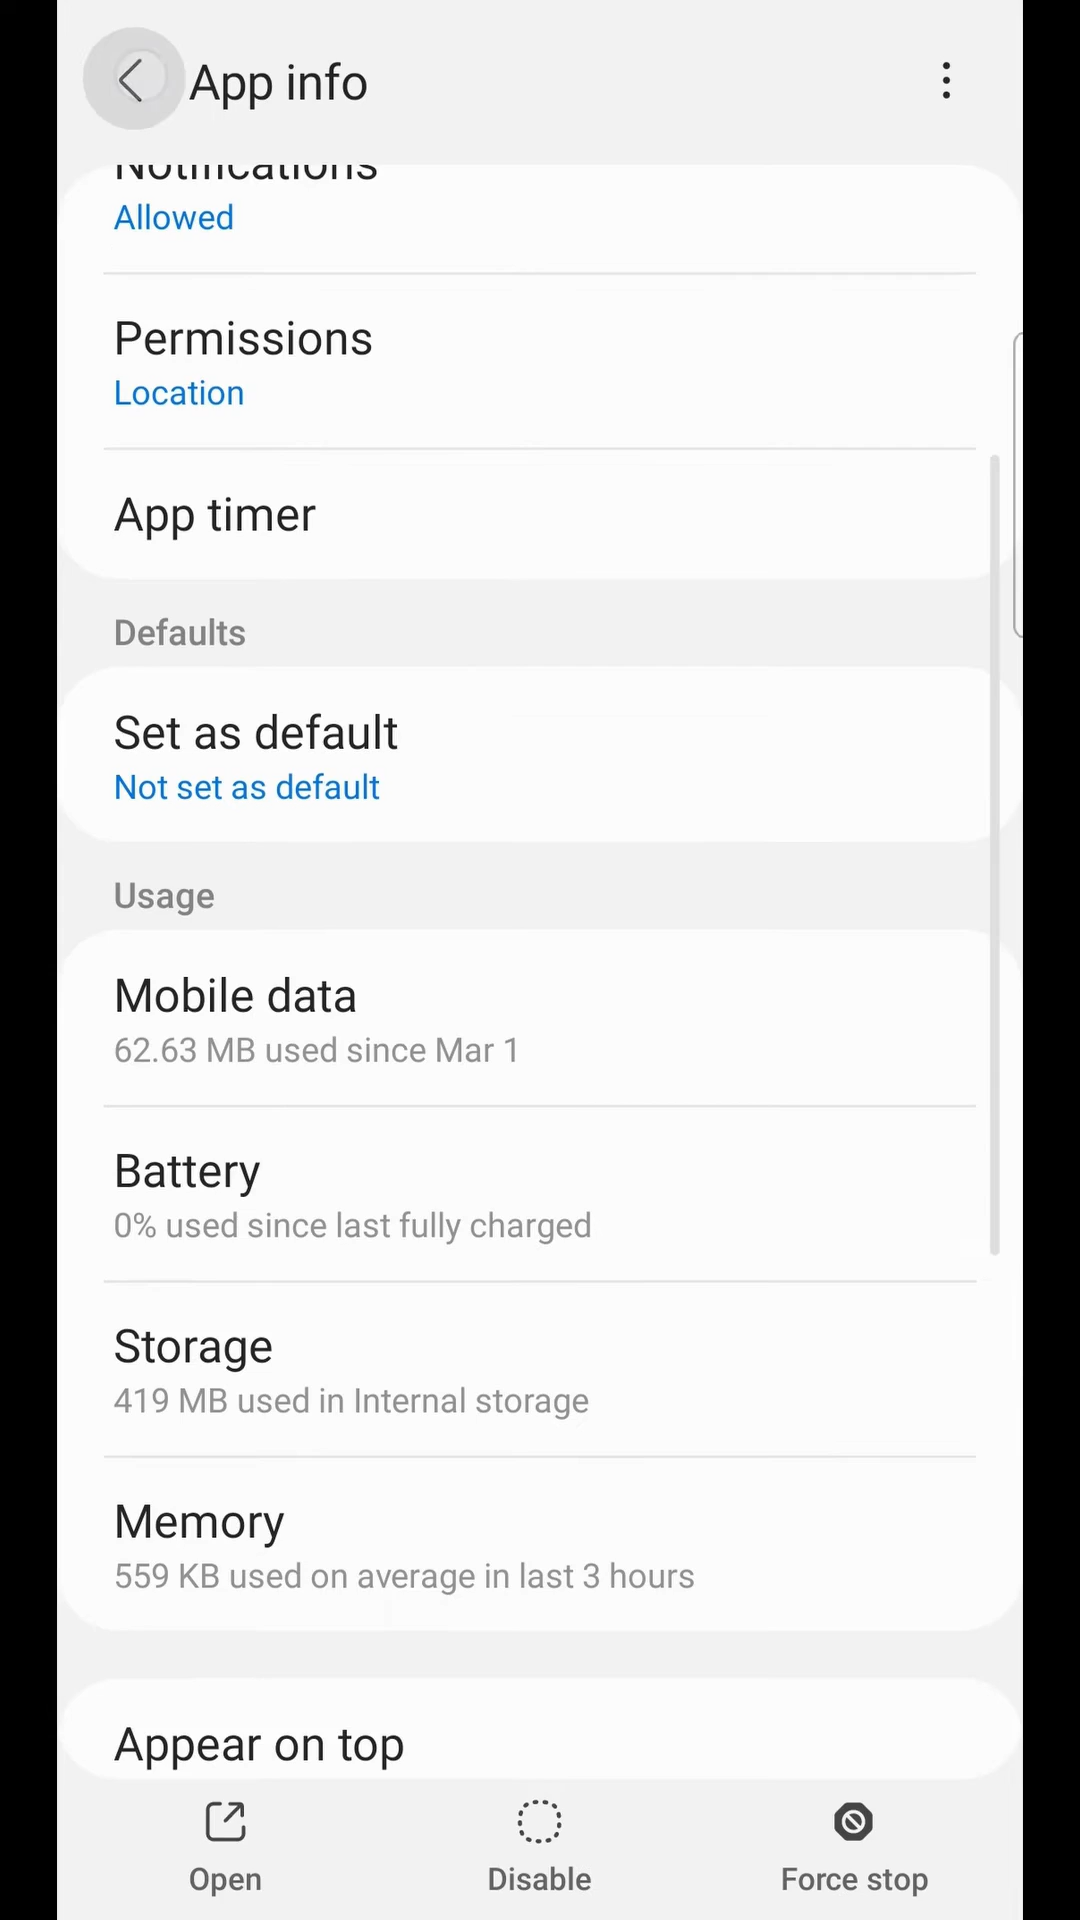 App info
Notifications
Allowed
Permissions
Location
App timer
Defaults
Set as default
Not set as default
Usage
Mobile data
62.63 MB used since Mar 1
Battery
0% used since last fully charged
Storage
419 MB used in Internal storage
Memory
559 KB used on average in last 3 hours
Appear on top
Open
Disable
Force stop